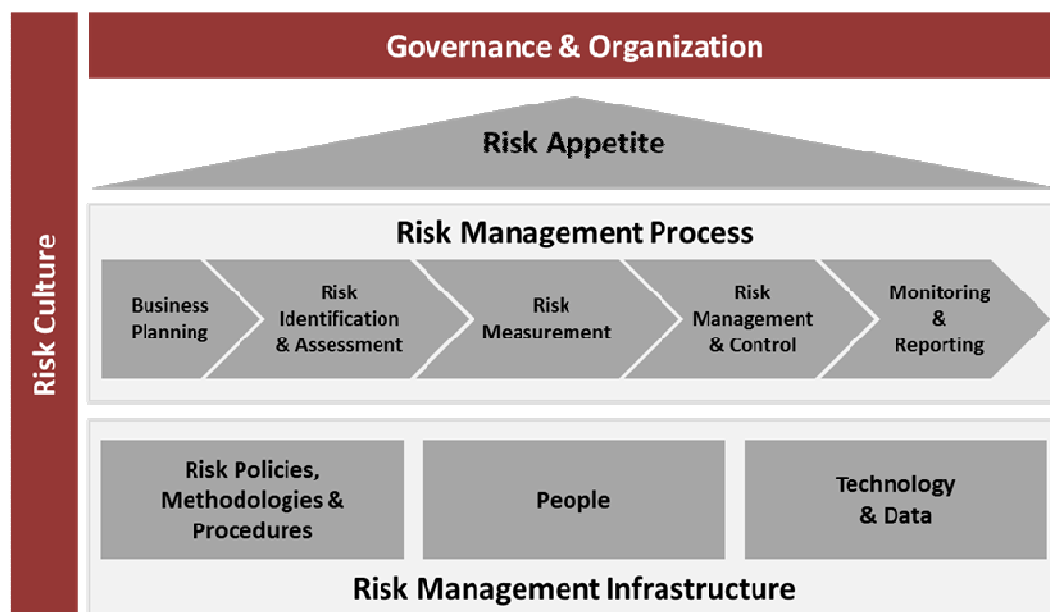 Governance & Organization
Risk Culture
Risk Appetite
Risk Management Process
Business
Planning
Risk
Identification
& Assessment
Risk
Measurement
Risk
Management
& Control
Monitoring
&
Reporting
Risk Policies,
Methodologies &
Procedures
People
Technology
& Data
Risk Management Infrastructure